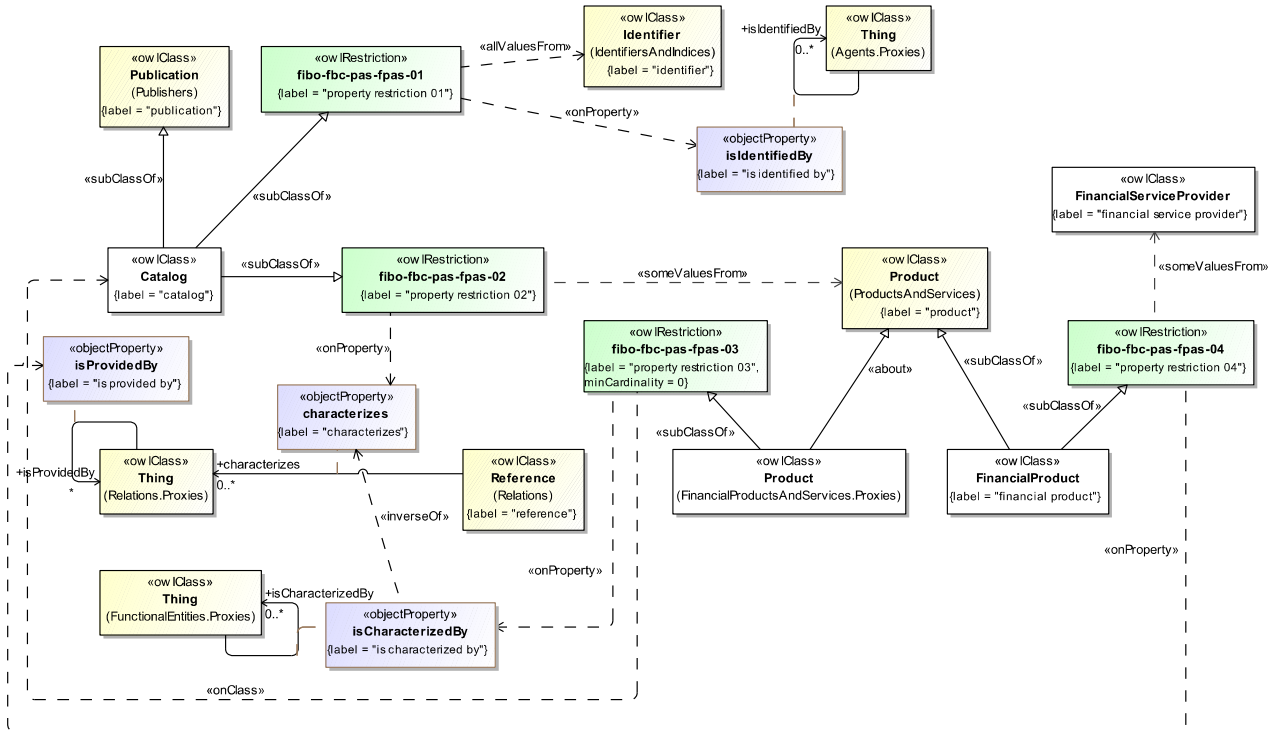 «owlClass»
Identifier
(IdentifiersAndIndices)
{label = "identifier"}
«owlClass»
Thing
(Agents.Proxies)
+isIdentifiedBy
0..*
«owlClass»
Publication
(Publishers)
{label = "publication"}
«owlRestriction»
fibo-fbc-pas-fpas-01
{label = "property restriction 01"}
«allValuesFrom»
«onProperty»
«objectProperty»
isIdentifiedBy
{label = "is identified by"}
«subClassOf»
«subClassOf»
«owlClass»
FinancialServiceProvider
{label = "financial service provider"}
«owlClass»
Catalog
{label = "catalog"}
«subClassOf»
«owlRestriction»
fibo-fbc-pas-fpas-02
{label = "property restriction 02"}
«someValuesFrom»
«owlClass»
Product
(ProductsAndServices)
{label = "product"}
«someValuesFrom»
«objectProperty»
isProvidedBy
{label = "is provided by"}
«onProperty»
«owlRestriction»
fibo-fbc-pas-fpas-03
{label = "property restriction 03",
minCardinality = 0}
«about»
«subClassOf»
«owlRestriction»
fibo-fbc-pas-fpas-04
{label = "property restriction 04"}
«objectProperty»
characterizes
{label = "characterizes"}
«subClassOf»
«subClassOf»
+isProvidedBy
*
«owlClass»
Thing
(Relations.Proxies)
+characterizes
0..*
«owlClass»
Reference
(Relations)
{label = "reference"}
«owlClass»
Product
(FinancialProductsAndServices.Proxies)
«owlClass»
FinancialProduct
{label = "financial product"}
«inverseOf»
«onProperty»
«onProperty»
«owlClass»
Thing
(FunctionalEntities.Proxies)
+isCharacterizedBy
0..*
«objectProperty»
isCharacterizedBy
{label = "is characterized by"}
«onClass»